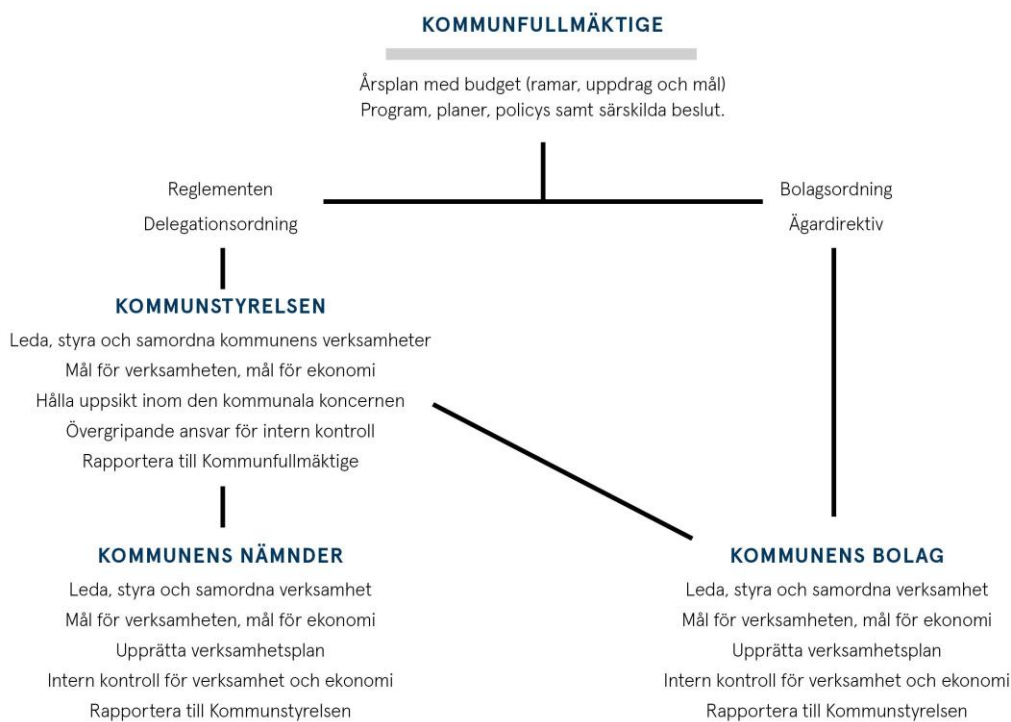 KOMMUNFULLMÄKTIGE
Årsplan med budget (ramar, uppdrag och mål)
Program, planer, policys samt särskilda beslut.
Reglementen
Delegationsordning
Bolagsordning
Ägardirektiv
KOMMUNSTYRELSEN
Leda, styra och samordna kommunens verksamheter
Mål för verksamheten, mål för ekonomi
Hålla uppsikt inom den kommunala koncernen
Övergripande ansvar för intern kontroll
Rapportera till Kommunfullmäktige
KOMMUNENS NÄMNDER
Leda, styra och samordna verksamhet
Mål för verksamheten, mål för ekonomi
Upprätta verksamhetsplan
Intern kontroll för verksamhet och ekonomi
Rapportera till Kommunstyrelsen
KOMMUNENS BOLAG
Leda, styra och samordna verksamhet
Mål för verksamheten, mål för ekonomi
Upprätta verksamhetsplan
Intern kontroll för verksamhet och ekonomi
Rapportera till Kommunstyrelsen